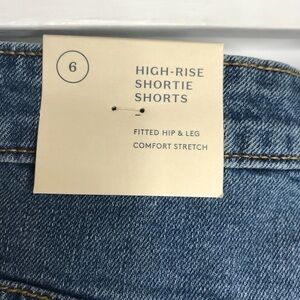 6
HIGH-RISE
SHORTIE
SHORTS
FITTED HIP & LEG
COMFORT STRETCH